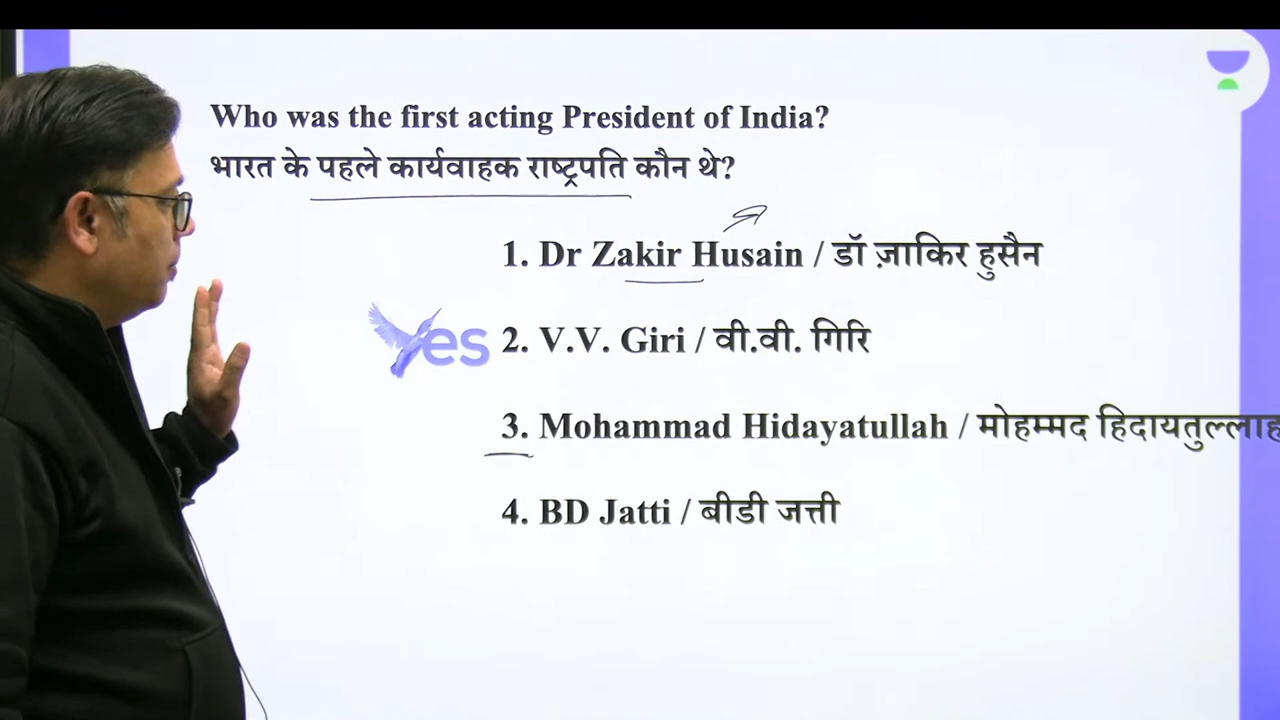 Who was the first acting President of India?
भारत के पहले कार्यवाहक राष्ट्रपति कौन थे?
1. Dr Zakir Husain / डॉ ज़ाकिर हुसैन
Yes 2. V.V. Giri / वी.वी. गिरि
3. Mohammad Hidayatullah / मोहम्मद हिदायतुल्लाह
4. BD Jatti / बीडी जत्ती